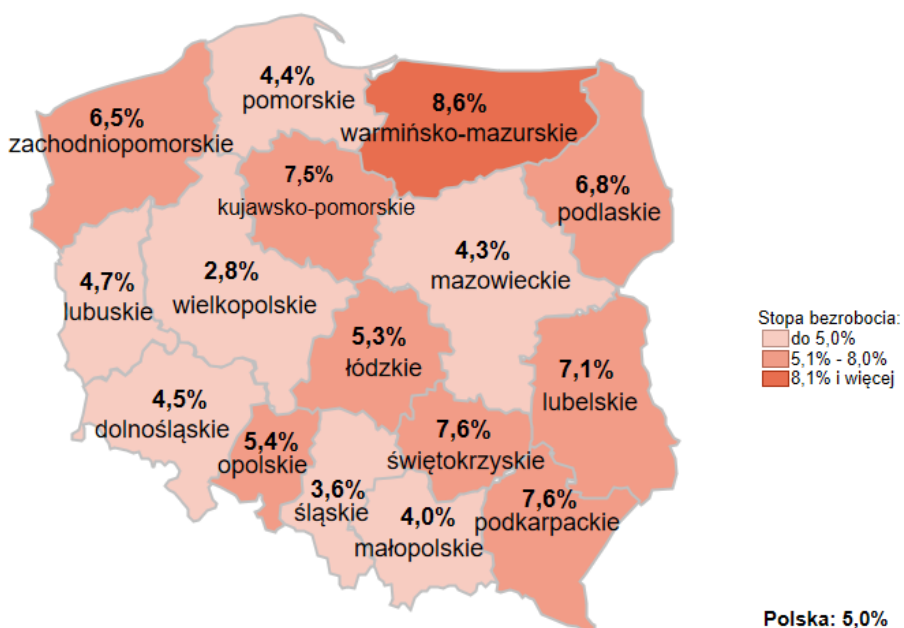 4,4%
pomorskie
8,6%
warmińsko-mazurskie
6,5%
zachodniopomorskie
7,5%
kujawsko-pomorskie
6,8%
podlaskie
4,3%
mazowieckie
2,8%
wielkopolskie
4,7%
lubuskie
5,3%
łódzkie
7,1%
lubelskie
4,5%
dolnośląskie
5,4%
opolskie
7,6%
świętokrzyskie
3,6%
śląskie
4,0%
małopolskie
7,6%
podkarpackie
Stopa bezrobocia:
do 5,0%
5,1% - 8,0%
8,1% i więcej
Polska: 5,0%